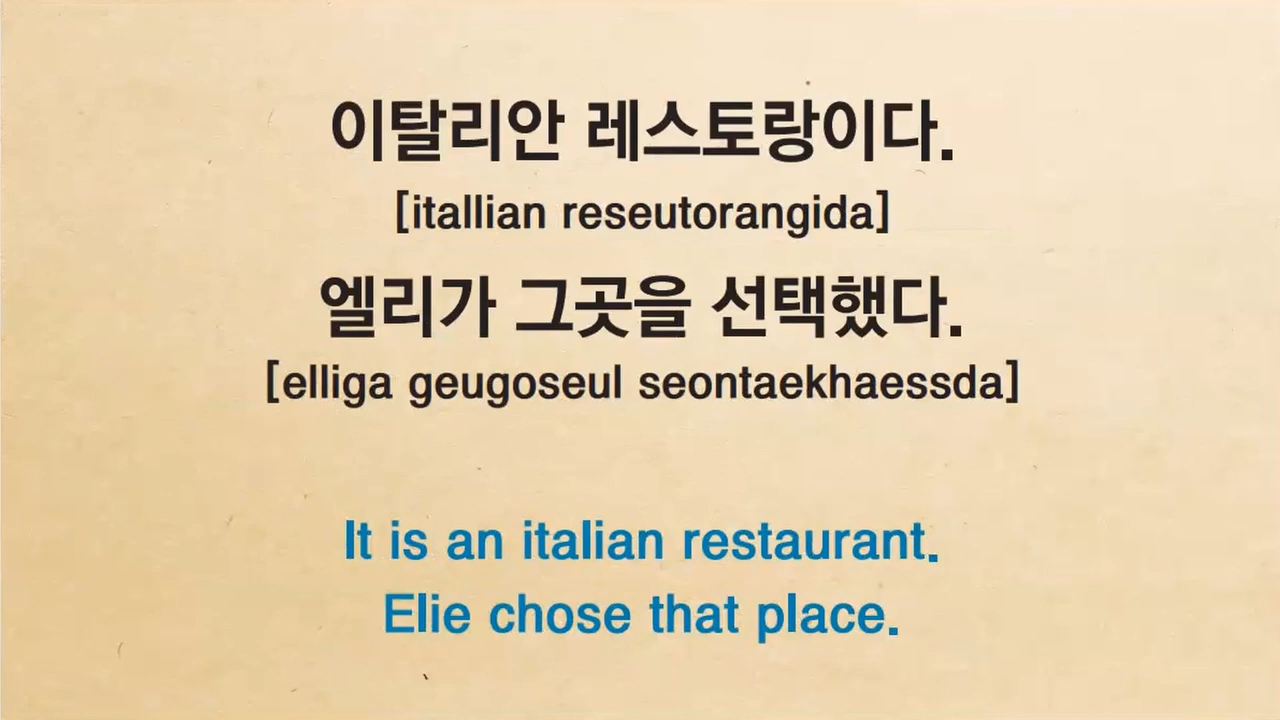 이탈리안 레스토랑이다.
[itallian reseutorangida]
엘리가 그곳을 선택했다.
[elliga geugoseul seontaekhaessda]
It is an italian restaurant.
Elie chose that place.